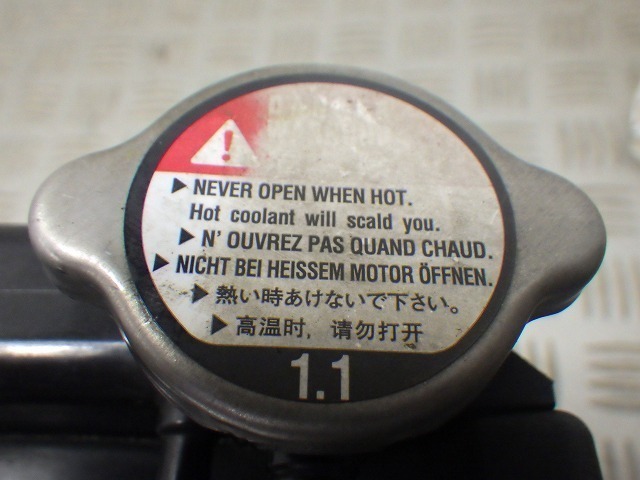 ▶ NEVER OPEN WHEN HOT.
Hot coolant will scald you.
▶ N' OUVREZ PAS QUAND CHAUD.
▶ NICHT BEI HEISSEM MOTOR ÖFFNEN.
▶ 熱い時あけないで下さい。
▶ 高温时, 请勿打开
1.1